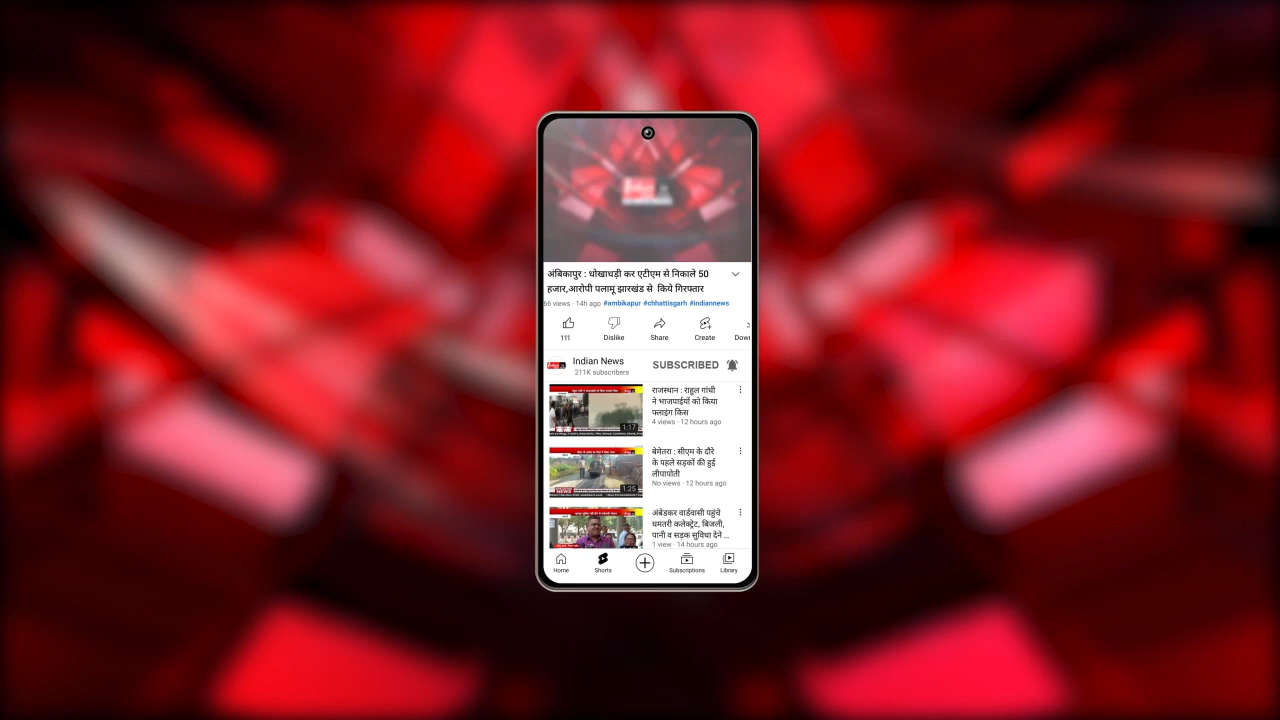 अंबिकापुर : धोखाधड़ी कर एटीएम से निकाले 50
हजार,आरोपी पलामू झारखंड से किये गिरफ्तार
66 views · 14h ago #ambikapur #chhattisgarh #indiannews
111 Dislike Share Create
Indian News
211K subscribers
SUBSCRIBED
राजस्थान : राहुल गांधी
ने भाजपाईयों को किया
फ्लाइंग किस
4 views · 12 hours ago
1:17
बेमेतरा : सीएम के दौरे
के पहले सड़कों की हुई
लीपापोती
No views · 12 hours ago
1:25
NEWS
अंबेडकर वार्डवासी पहुंचे
धमतरी कलेक्ट्रेट, बिजली,
पानी व सड़क सुविधा देने ...
1 view · 14 hours ago
Home Shorts Subscriptions Library